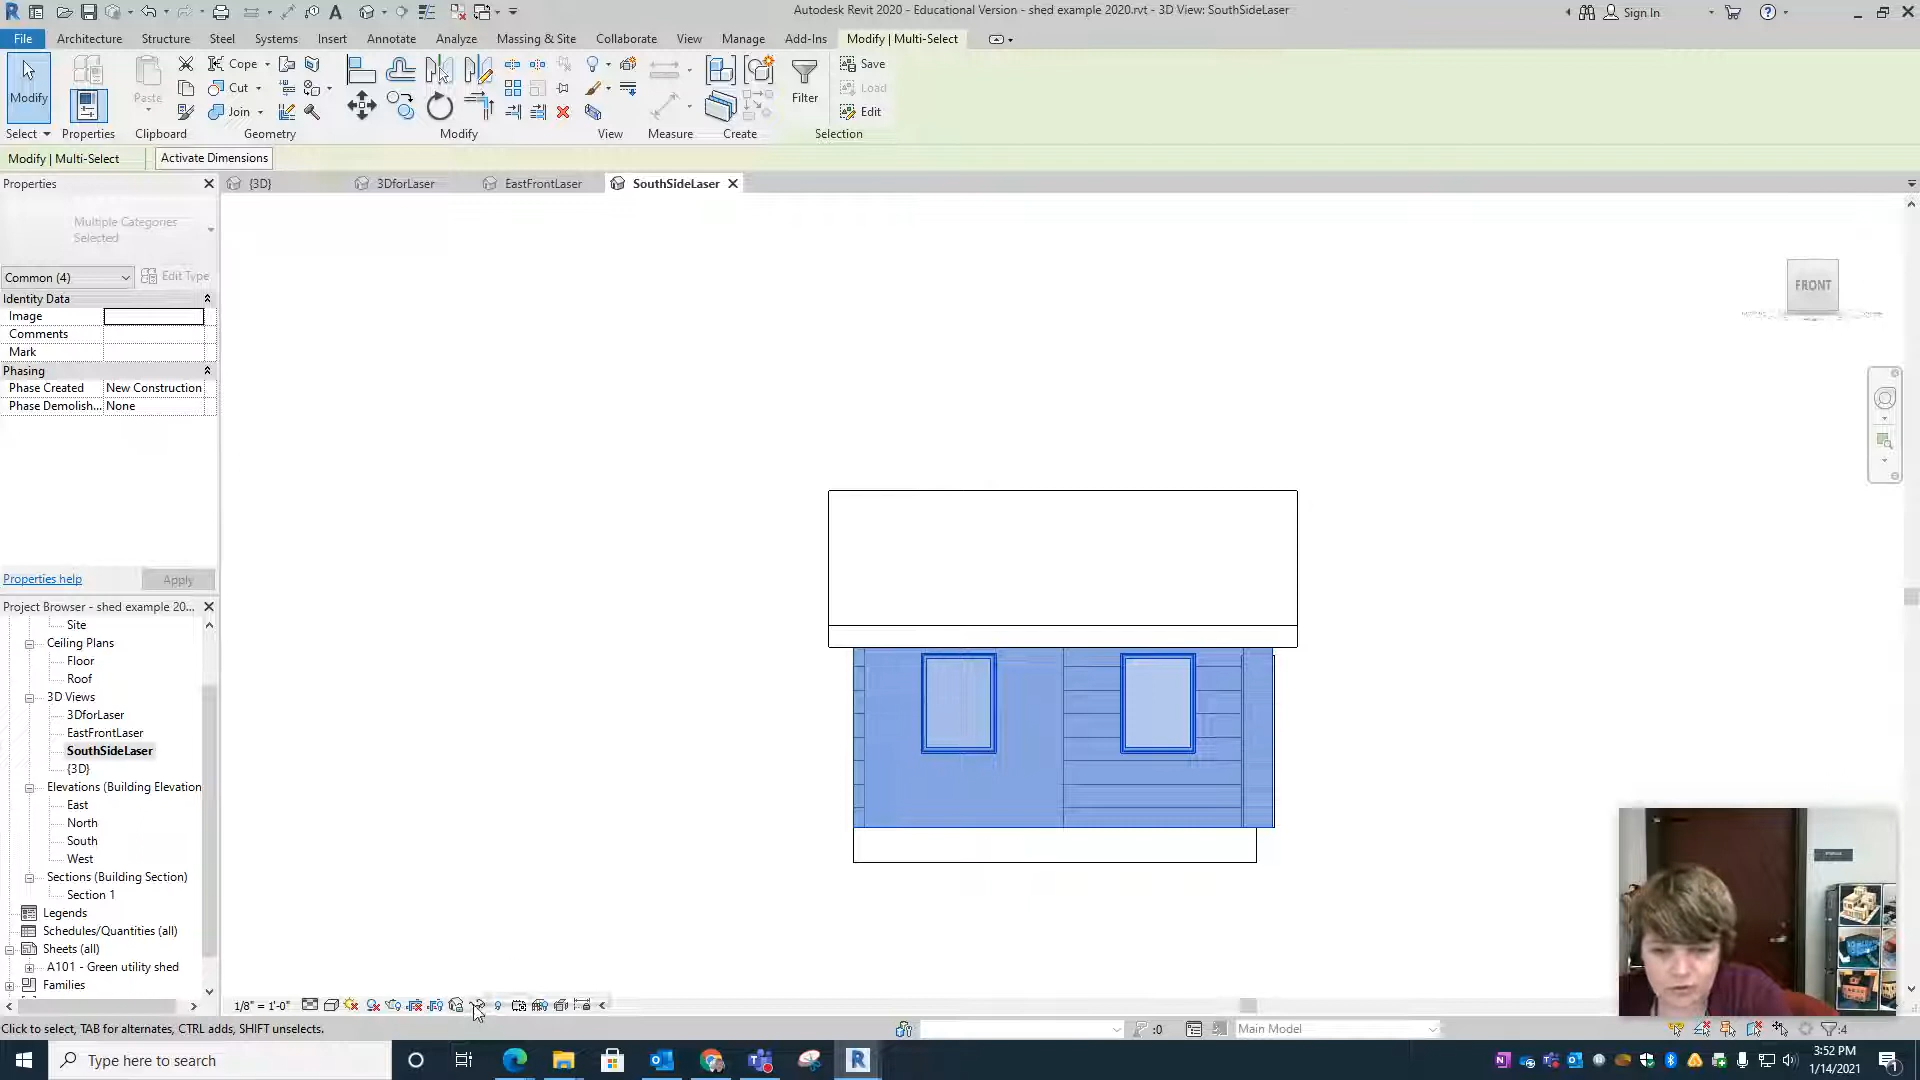 Autodesk Revit 2020 - Educational Version - shed example 2020.rvt - 3D View: SouthSideLaser
Sign In
File Architecture Structure Steel Systems Insert Annotate Analyze Massing & Site Collaborate View Manage Add-Ins Modify | Multi-Select
Modify
Paste
Cope
Cut
Join
Filter
Save
Load
Edit
Select Properties Clipboard Geometry Modify View Measure Create Selection
Modify | Multi-Select Activate Dimensions
Properties
{3D} 3DforLaser EastFrontLaser SouthSideLaser
Multiple Categories
Selected
Common (4) Edit Type
Identity Data
Image
Comments
Mark
Phasing
Phase Created New Construction
Phase Demolish... None
FRONT
Properties help Apply
Project Browser - shed example 20...
Site
Ceiling Plans
Floor
Roof
3D Views
3DforLaser
EastFrontLaser
SouthSideLaser
{3D}
Elevations (Building Elevation
East
North
South
West
Sections (Building Section)
Section 1
Legends
Schedules/Quantities (all)
Sheets (all)
A101 - Green utility shed
Families
1/8" = 1'-0"
Click to select, TAB for alternates, CTRL adds, SHIFT unselects.
:0
Main Model
:4
Type here to search
3:52 PM
1/14/2021